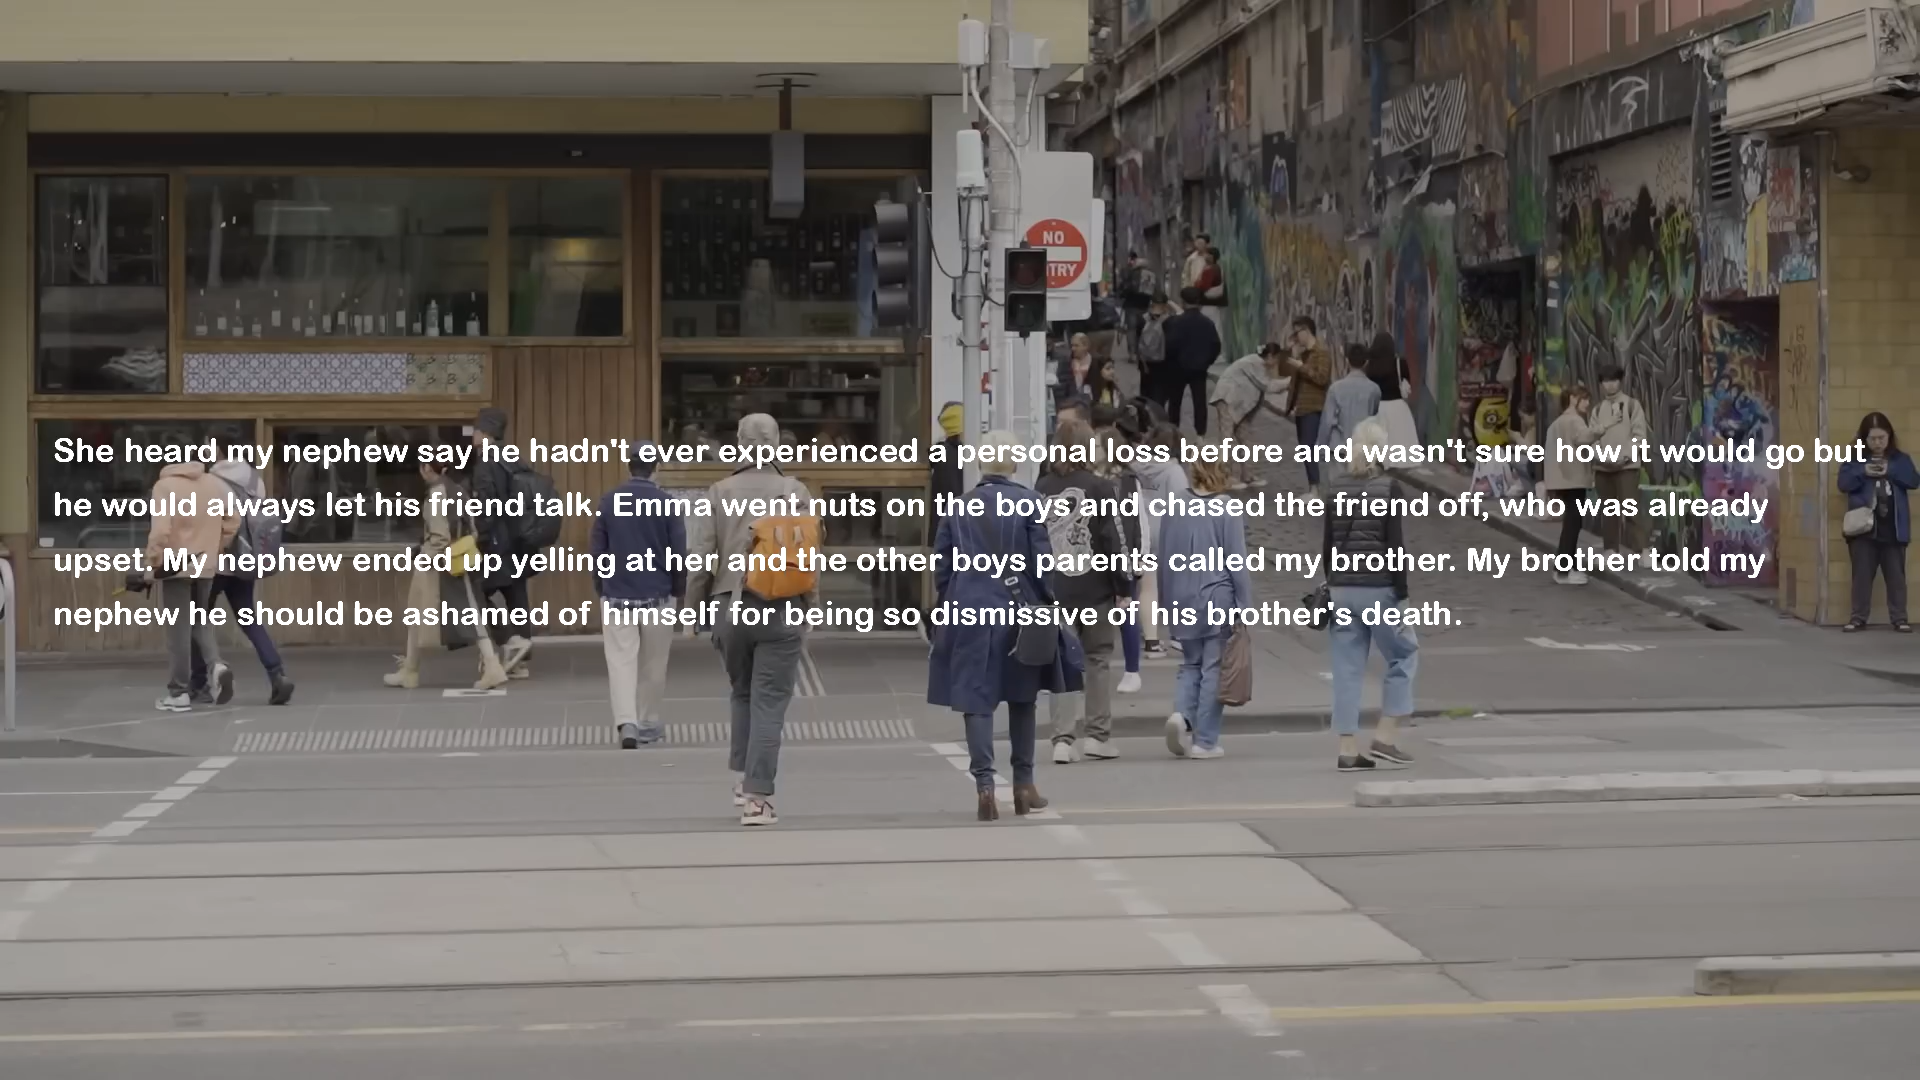 NO
She heard my nephew say he hadn't ever experienced a personal loss before and wasn't sure how it would go but
he would always let his friend talk. Emma went nuts on the boys and chased the friend off, who was already
upset. My nephew ended up yelling at her and the other boys parents called my brother. My brother told my
nephew he should be ashamed of himself for being so dismissive of his brother's death.